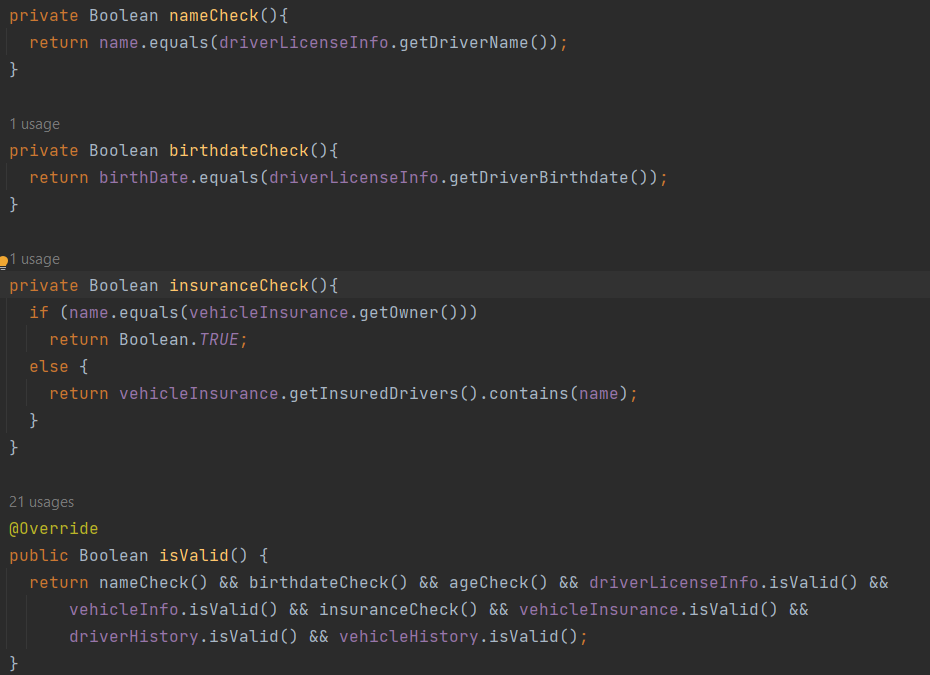 private Boolean nameCheck(){
return name.equals(driverLicenseInfo.getDriverName());
}
1 usage
private Boolean birthdateCheck(){
return birthDate.equals(driverLicenseInfo.getDriverBirthdate());
}
1 usage
private Boolean insuranceCheck(){
if (name.equals(vehicleInsurance.getOwner()))
return Boolean.TRUE;
else {
return vehicleInsurance.getInsuredDrivers().contains(name);
}
}
21 usages
@Override
public Boolean isValid() {
return nameCheck() && birthdateCheck() && ageCheck() && driverLicenseInfo.isValid() &&
vehicleInfo.isValid() && insuranceCheck() && vehicleInsurance.isValid() &&
driverHistory.isValid() && vehicleHistory.isValid();
}